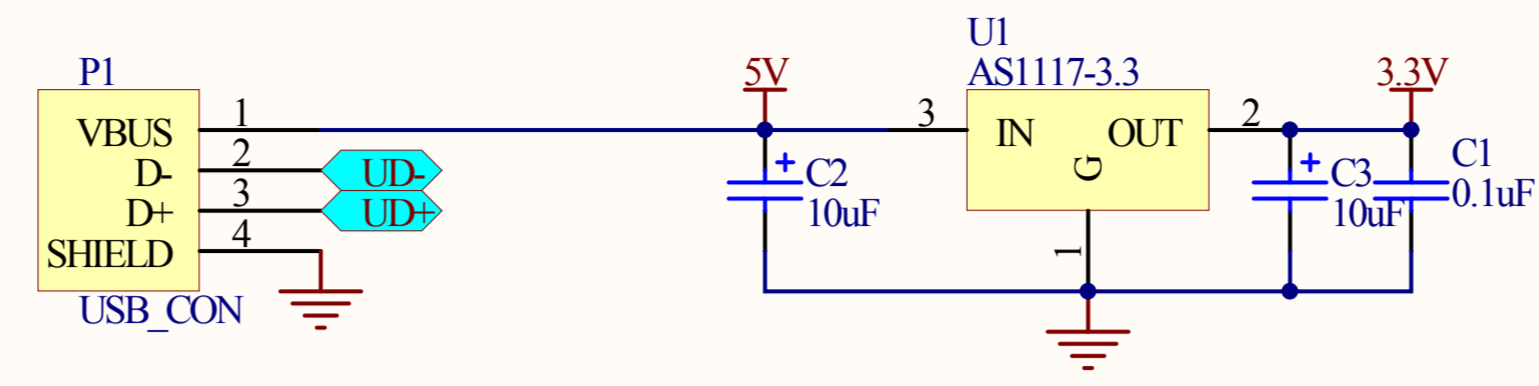 P1
VBUS
D-
D+
SHIELD
USB_CON
1
2
3
4
UD-
UD+
5V
+
C2
10uF
U1
AS1117-3.3
3
IN
OUT
G
2
1
3.3V
+
C3
10uF
C1
0.1uF